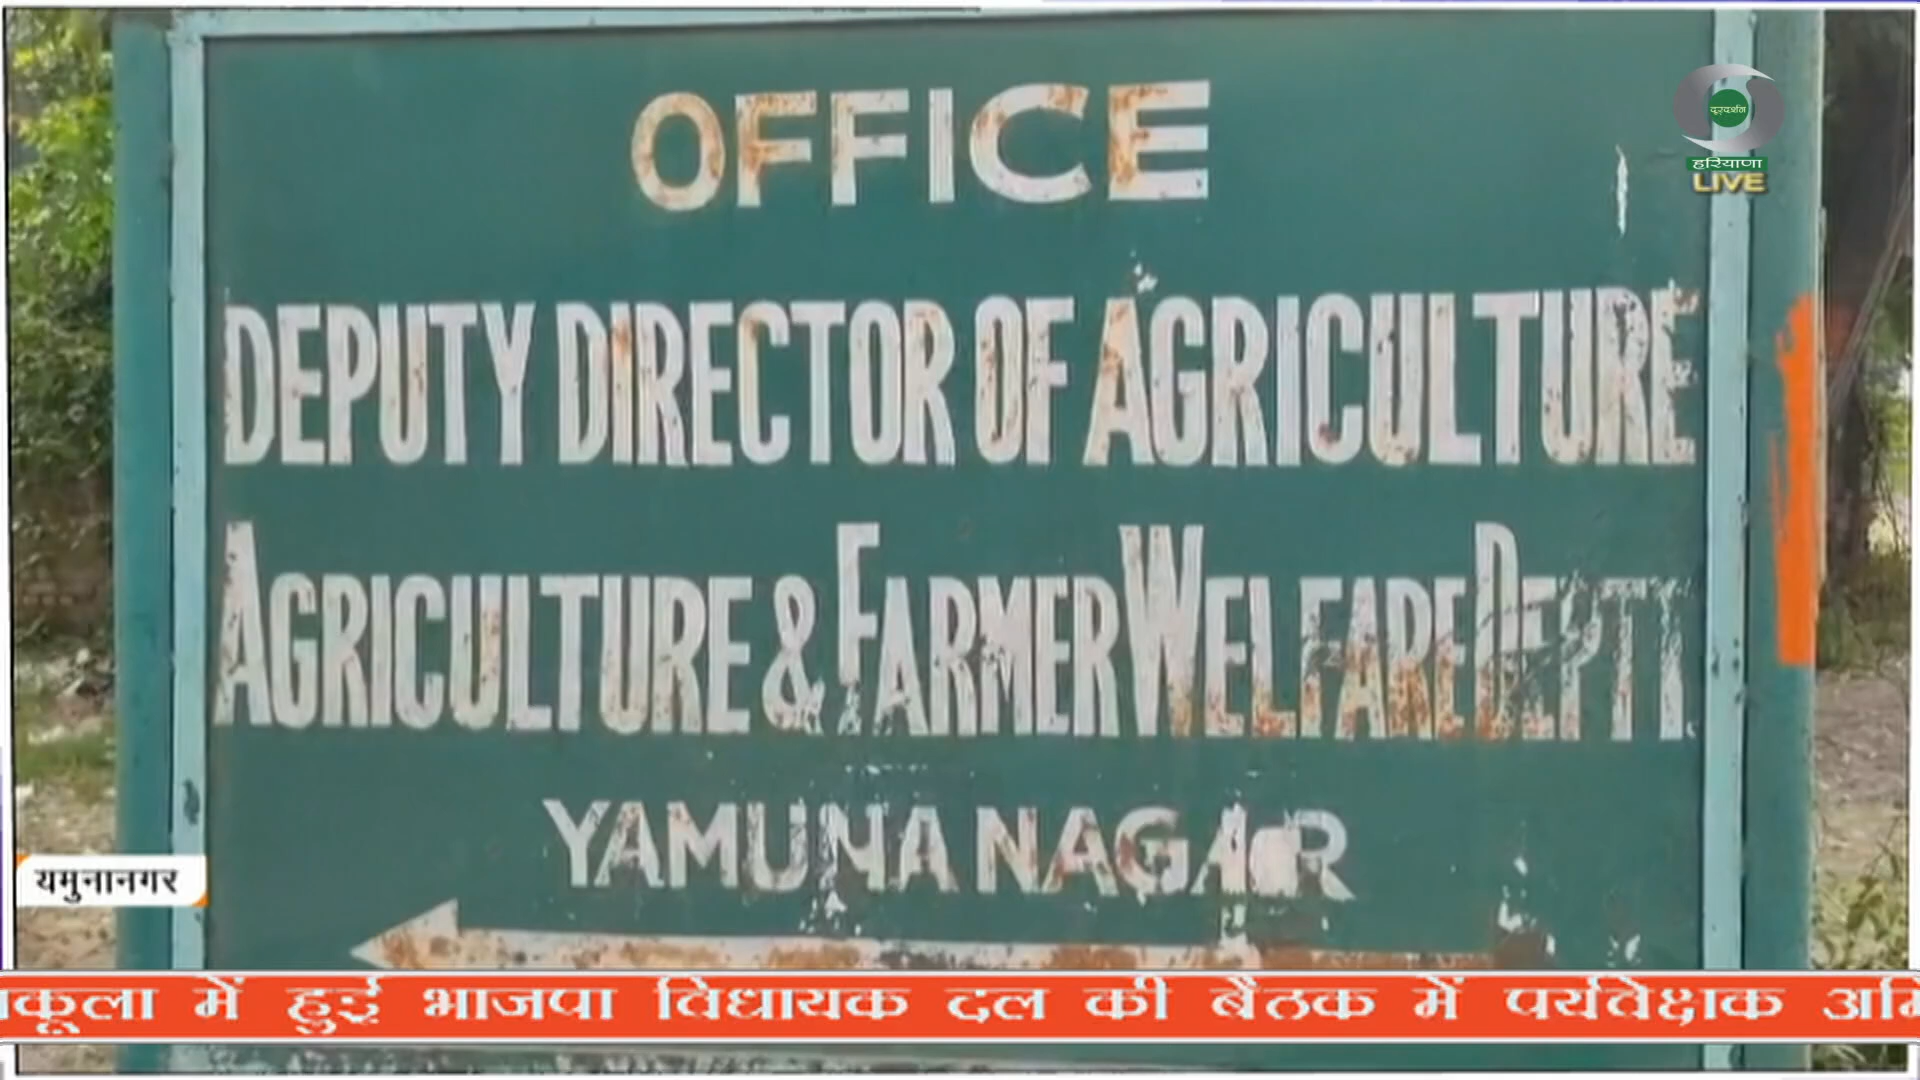 OFFICE
दूरदर्शन
हरियाणा
LIVE
DEPUTY DIRECTOR OF AGRICULTURE
AGRICULTURE & FARMER WELFARE DEPTT.
YAMUNA NAGAR
यमुनानगर
में हुई भाजपा विधायक दल की बैठक में पर्यवेक्षक